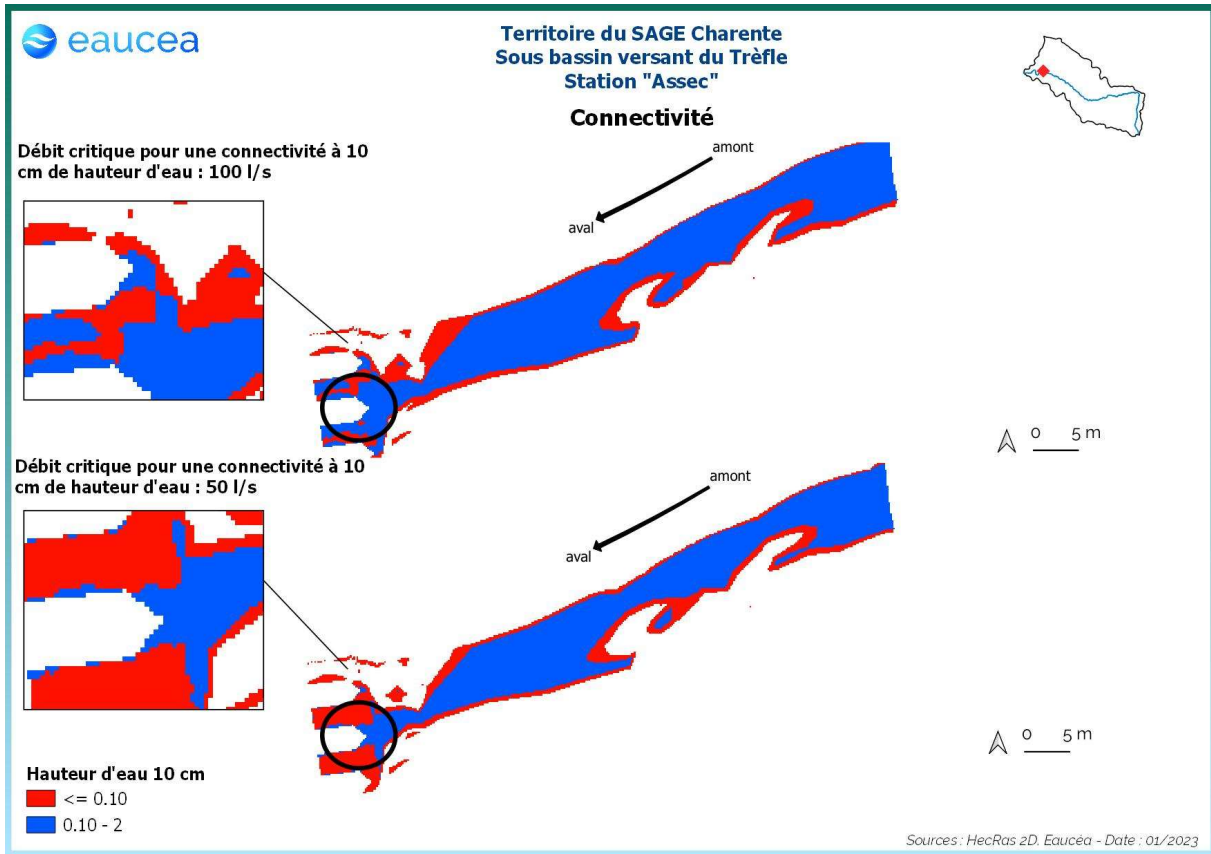 eaucea
Territoire du SAGE Charente
Sous bassin versant du Trèfle
Station "Assec"
Connectivité
Débit critique pour une connectivité à 10
cm de hauteur d'eau : 100 l/s
amont
aval
0 5 m
Débit critique pour une connectivité à 10
cm de hauteur d'eau : 50 l/s
amont
aval
0 5 m
Hauteur d'eau 10 cm
<= 0.10
0.10 - 2
Sources : HecRas 2D. Eaucéa - Date : 01/2023